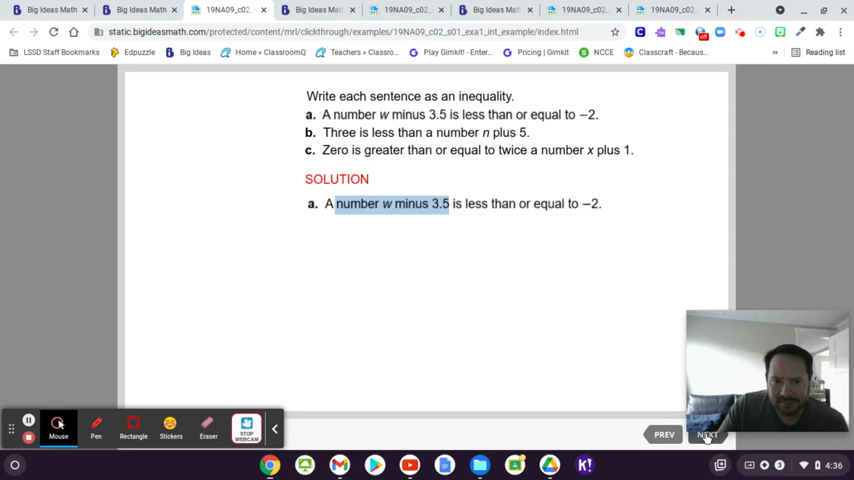 Big Ideas Math
Big Ideas Math
19NA09_c02_
Big Ideas Math
19NA09_c02_
Big Ideas Math
19NA09_c02_
19NA09_c02_
static.bigideasmath.com/protected/content/mrl/clickthrough/examples/19NA09_c02_s01_exa1_int_example/index.html
LSSD Staff Bookmarks
Edpuzzle
Big Ideas
Home « ClassroomQ
Teachers « Classro...
Play Gimkit! - Enter...
Pricing | Gimkit
NCCE
Classcraft - Becaus...
»
Reading list
Write each sentence as an inequality.
a. A number w minus 3.5 is less than or equal to −2.
b. Three is less than a number n plus 5.
c. Zero is greater than or equal to twice a number x plus 1.
SOLUTION
a. A number w minus 3.5 is less than or equal to −2.
Mouse
Pen
Rectangle
Stickers
Eraser
STOP
WEBCAM
PREV
NEXT
4:36